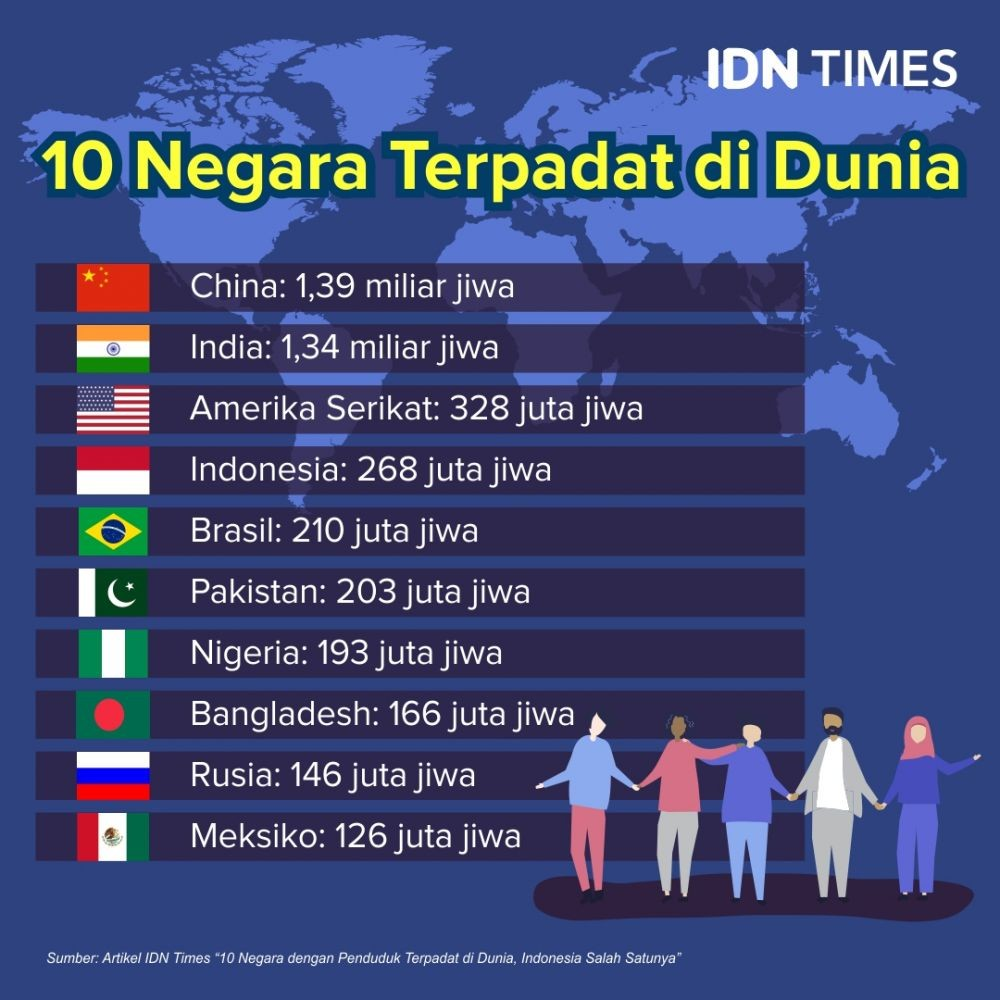 IDN TIMES
10 Negara Terpadat di Dunia
China: 1,39 miliar jiwa
India: 1,34 miliar jiwa
Amerika Serikat: 328 juta jiwa
Indonesia: 268 juta jiwa
Brasil: 210 juta jiwa
Pakistan: 203 juta jiwa
Nigeria: 193 juta jiwa
Bangladesh: 166 juta jiwa
Rusia: 146 juta jiwa
Meksiko: 126 juta jiwa
Sumber: Artikel IDN Times "10 Negara dengan Penduduk Terpadat di Dunia, Indonesia Salah Satunya"